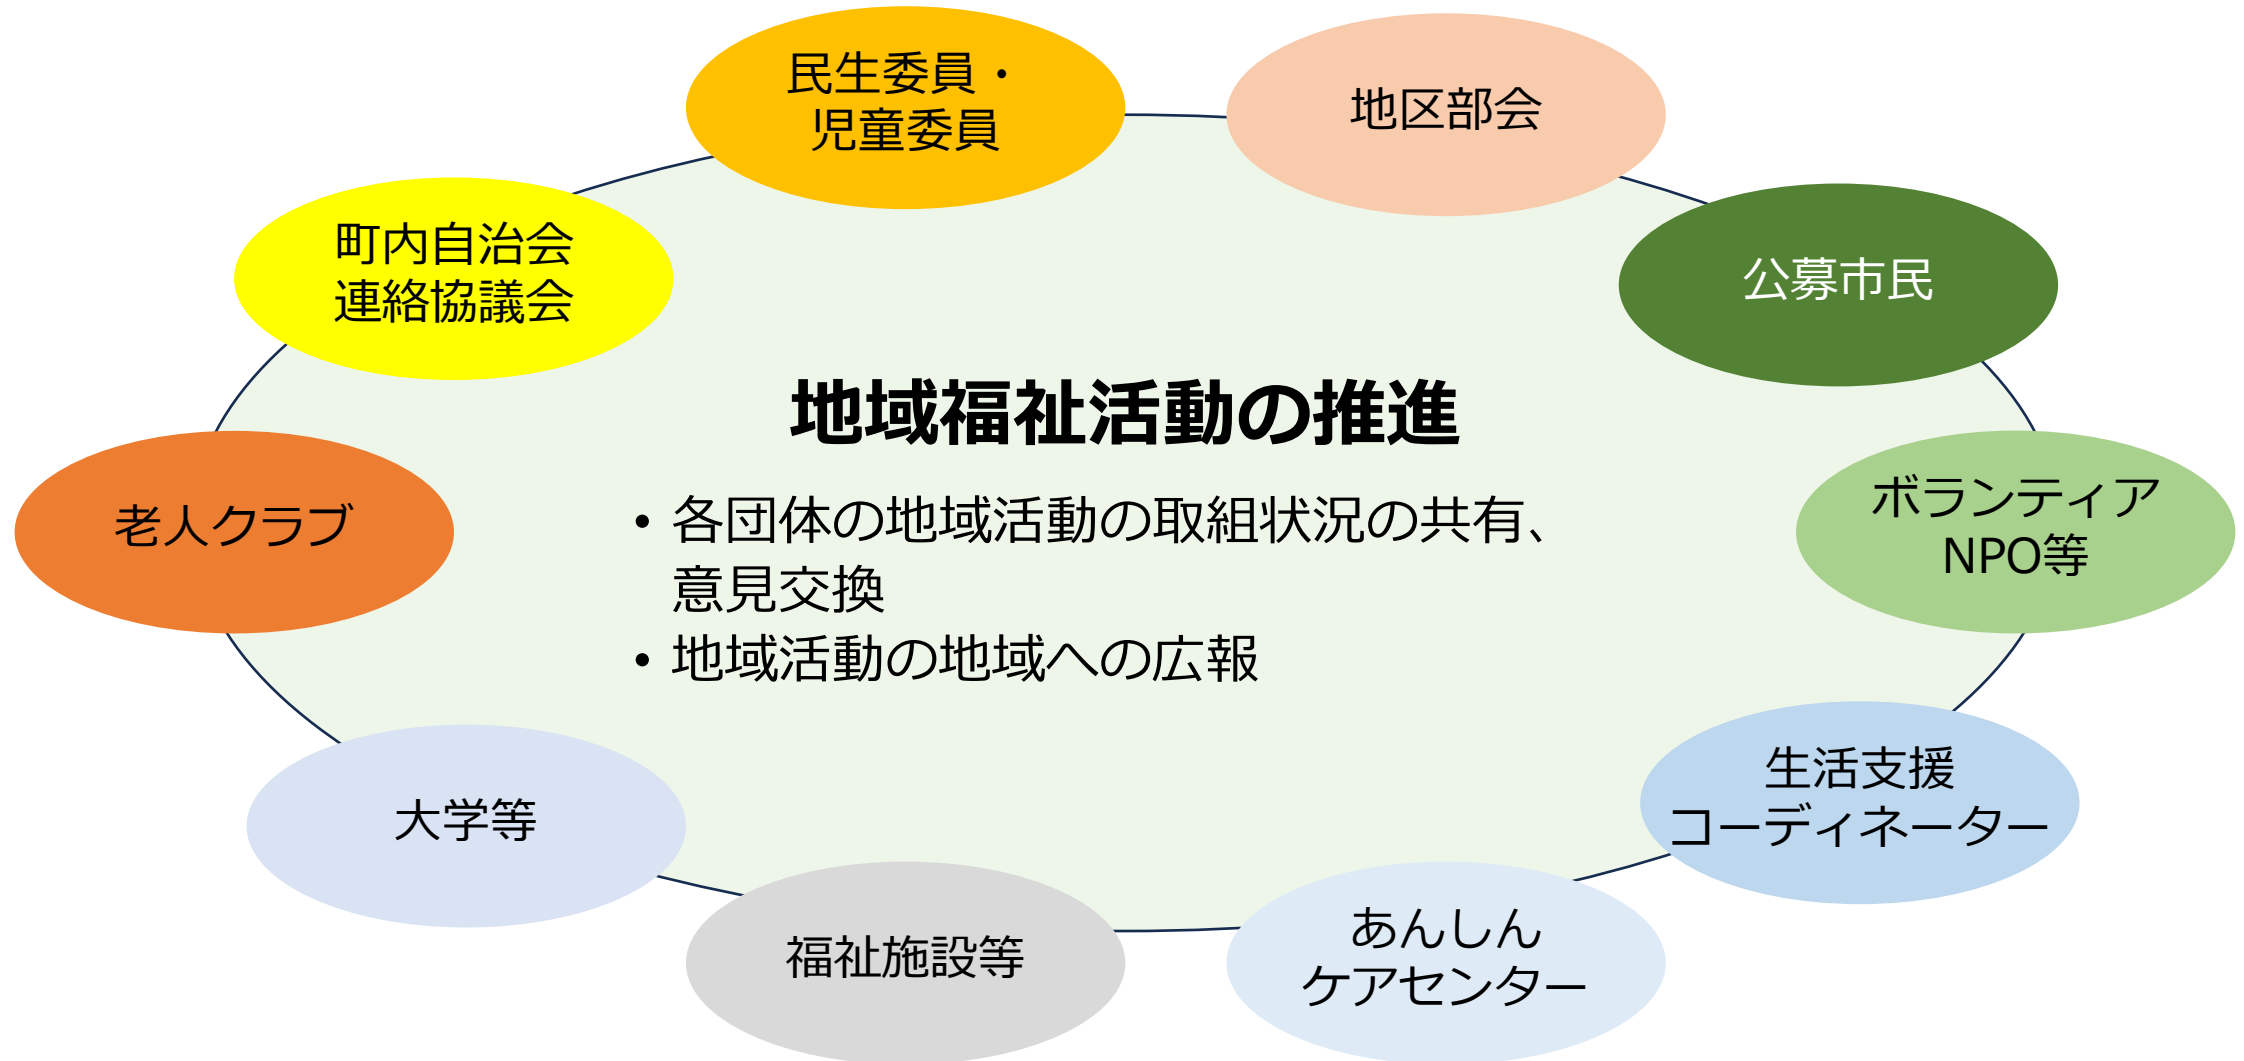 民生委員・
児童委員
地区部会
町内自治会
連絡協議会
公募市民
地域福祉活動の推進
老人クラブ
• 各団体の地域活動の取組状況の共有、
意見交換
• 地域活動の地域への広報
ボランティア
NPO等
大学等
生活支援
コーディネーター
福祉施設等
あんしん
ケアセンター